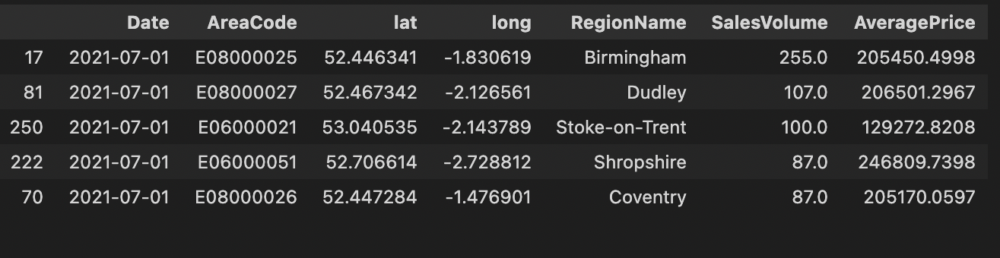 Date AreaCode lat long RegionName SalesVolume AveragePrice
17 2021-07-01 E08000025 52.446341 -1.830619 Birmingham 255.0 205450.4998
81 2021-07-01 E08000027 52.467342 -2.126561 Dudley 107.0 206501.2967
250 2021-07-01 E06000021 53.040535 -2.143789 Stoke-on-Trent 100.0 129272.8208
222 2021-07-01 E06000051 52.706614 -2.728812 Shropshire 87.0 246809.7398
70 2021-07-01 E08000026 52.447284 -1.476901 Coventry 87.0 205170.0597